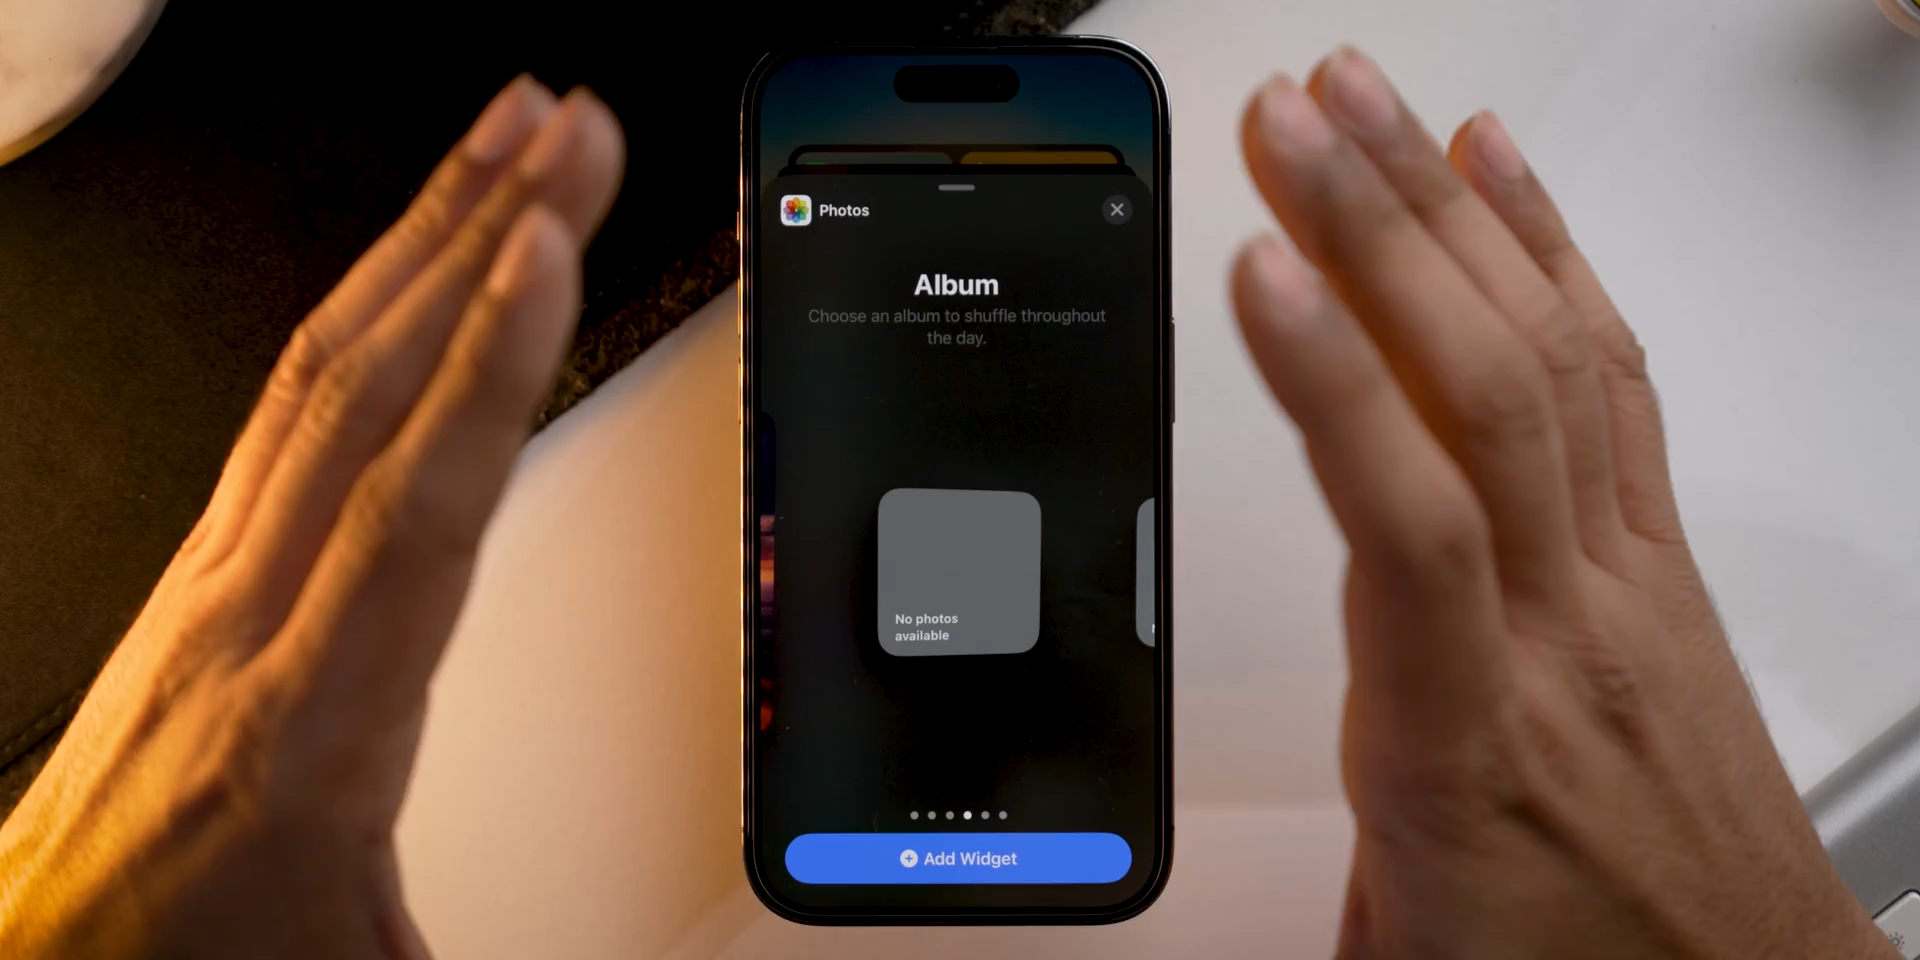 Photos
Album
Choose an album to shuffle throughout
the day.
No photos
available
Add Widget